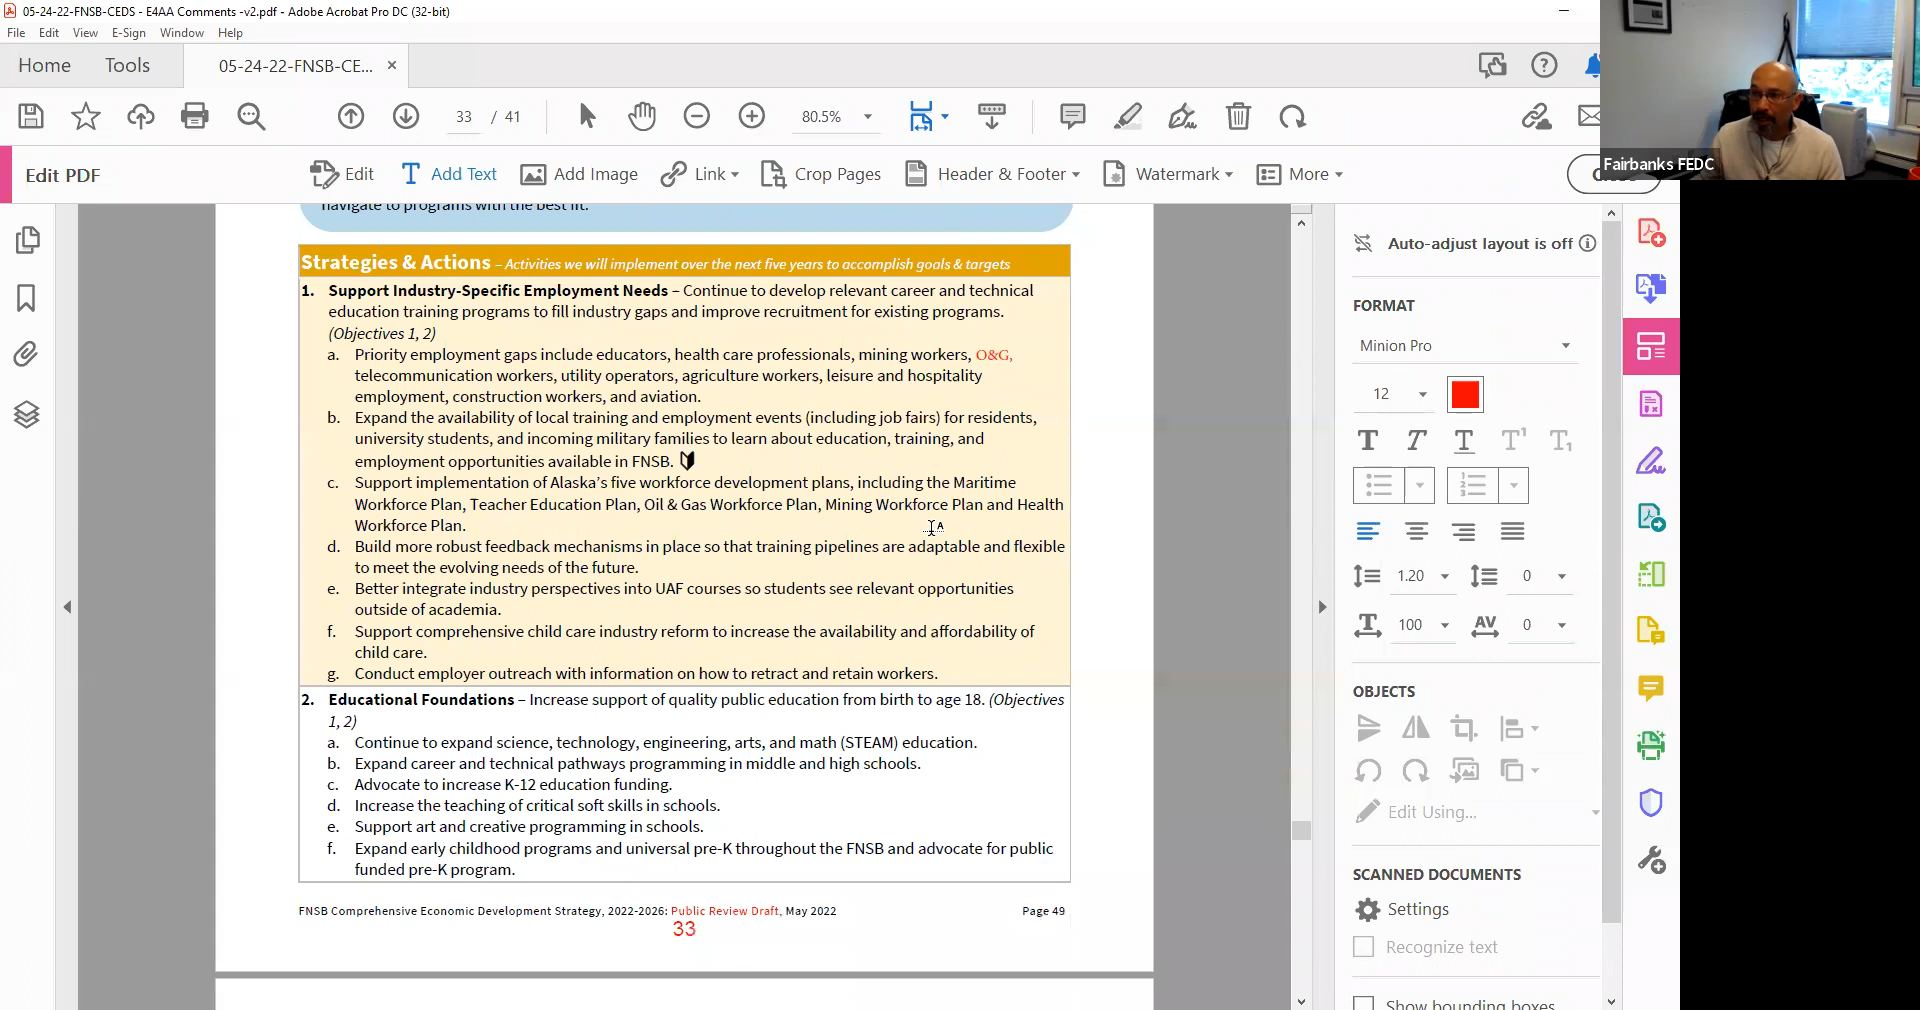 05-24-22-FNSB-CEDS - E4AA Comments -v2.pdf - Adobe Acrobat Pro DC (32-bit)
File Edit View E-Sign Window Help
Home Tools 05-24-22-FNSB-CE... ×
33 / 41 80.5%
Fairbanks FEDC
Edit PDF Edit Add Text Add Image Link Crop Pages Header & Footer Watermark More
navigate to programs with the best fit.
Strategies & Actions – Activities we will implement over the next five years to accomplish goals & targets
1. Support Industry-Specific Employment Needs – Continue to develop relevant career and technical
education training programs to fill industry gaps and improve recruitment for existing programs.
(Objectives 1, 2)
a. Priority employment gaps include educators, health care professionals, mining workers, O&G,
telecommunication workers, utility operators, agriculture workers, leisure and hospitality
employment, construction workers, and aviation.
b. Expand the availability of local training and employment events (including job fairs) for residents,
university students, and incoming military families to learn about education, training, and
employment opportunities available in FNSB.
c. Support implementation of Alaska's five workforce development plans, including the Maritime
Workforce Plan, Teacher Education Plan, Oil & Gas Workforce Plan, Mining Workforce Plan and Health
Workforce Plan.
d. Build more robust feedback mechanisms in place so that training pipelines are adaptable and flexible
to meet the evolving needs of the future.
e. Better integrate industry perspectives into UAF courses so students see relevant opportunities
outside of academia.
f. Support comprehensive child care industry reform to increase the availability and affordability of
child care.
g. Conduct employer outreach with information on how to retract and retain workers.
2. Educational Foundations – Increase support of quality public education from birth to age 18. (Objectives
1, 2)
a. Continue to expand science, technology, engineering, arts, and math (STEAM) education.
b. Expand career and technical pathways programming in middle and high schools.
c. Advocate to increase K-12 education funding.
d. Increase the teaching of critical soft skills in schools.
e. Support art and creative programming in schools.
f. Expand early childhood programs and universal pre-K throughout the FNSB and advocate for public
funded pre-K program.
FNSB Comprehensive Economic Development Strategy, 2022-2026: Public Review Draft, May 2022 Page 49
33
Auto-adjust layout is off
FORMAT
Minion Pro
12
T T T T¹ T₁
1.20 0
100 AV 0
OBJECTS
Edit Using...
SCANNED DOCUMENTS
Settings
Recognize text
Show bounding boxes